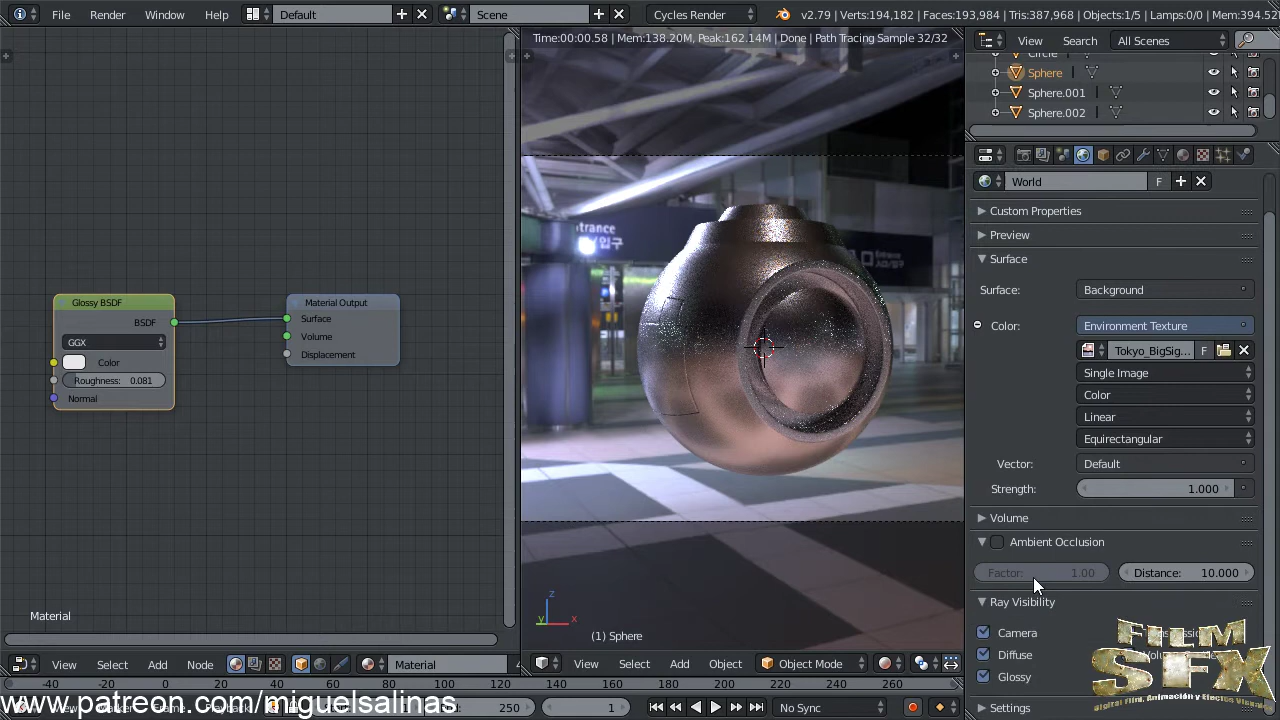 File
Render
Window
Help
Default
Scene
Cycles Render
v2.79 | Verts:194,182 | Faces:193,984 | Tris:387,968 | Objects:1/5 | Lamps:0/0 | Mem:394.52
Time:00:00.58 | Mem:138.20M, Peak:162.14M | Done | Path Tracing Sample 32/32
View
Search
All Scenes
Circle
Sphere
Sphere.001
Sphere.002
World
F
Custom Properties
Preview
Surface
Surface:
Background
Color:
Environment Texture
Tokyo_BigSig...
F
Single Image
Color
Linear
Equirectangular
Vector:
Default
Strength:
1.000
Volume
Ambient Occlusion
Factor: 1.00
Distance: 10.000
Ray Visibility
Camera
Diffuse
Glossy
Settings
Glossy BSDF
BSDF
GGX
Color
Roughness: 0.081
Normal
Material Output
Surface
Volume
Displacement
Material
z
y
x
(1) Sphere
View
Select
Add
Node
Material
View
Select
Add
Object
Object Mode
-40 -20 0 20 40 60 80 100 120 140 160 180 200 220 240 260
250
1
No Sync
www.patreon.com/miguelsalinas
FilM
SFX